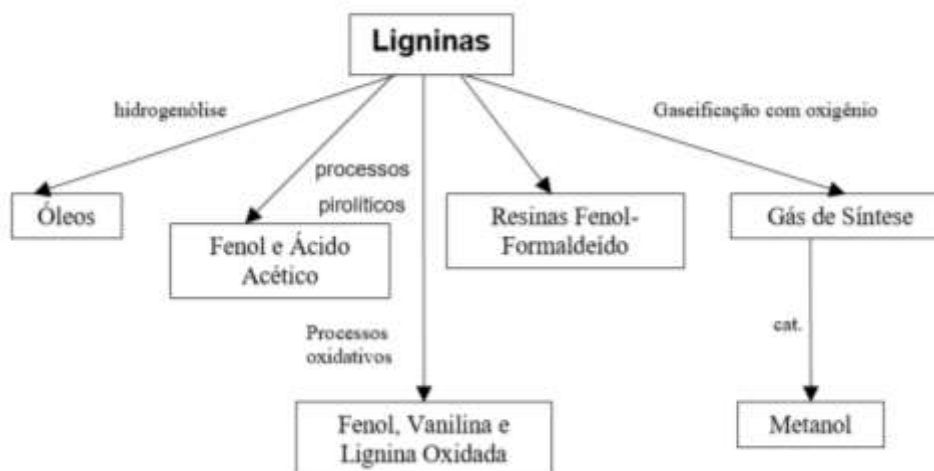 Ligninas
hidrogenólise
Gaseificação com oxigênio
processos
pirolíticos
Óleos
Fenol e Ácido
Acético
Resinas Fenol-
Formaldeído
Gás de Síntese
Processos
oxidativos
cat.
Fenol, Vanilina e
Lignina Oxidada
Metanol